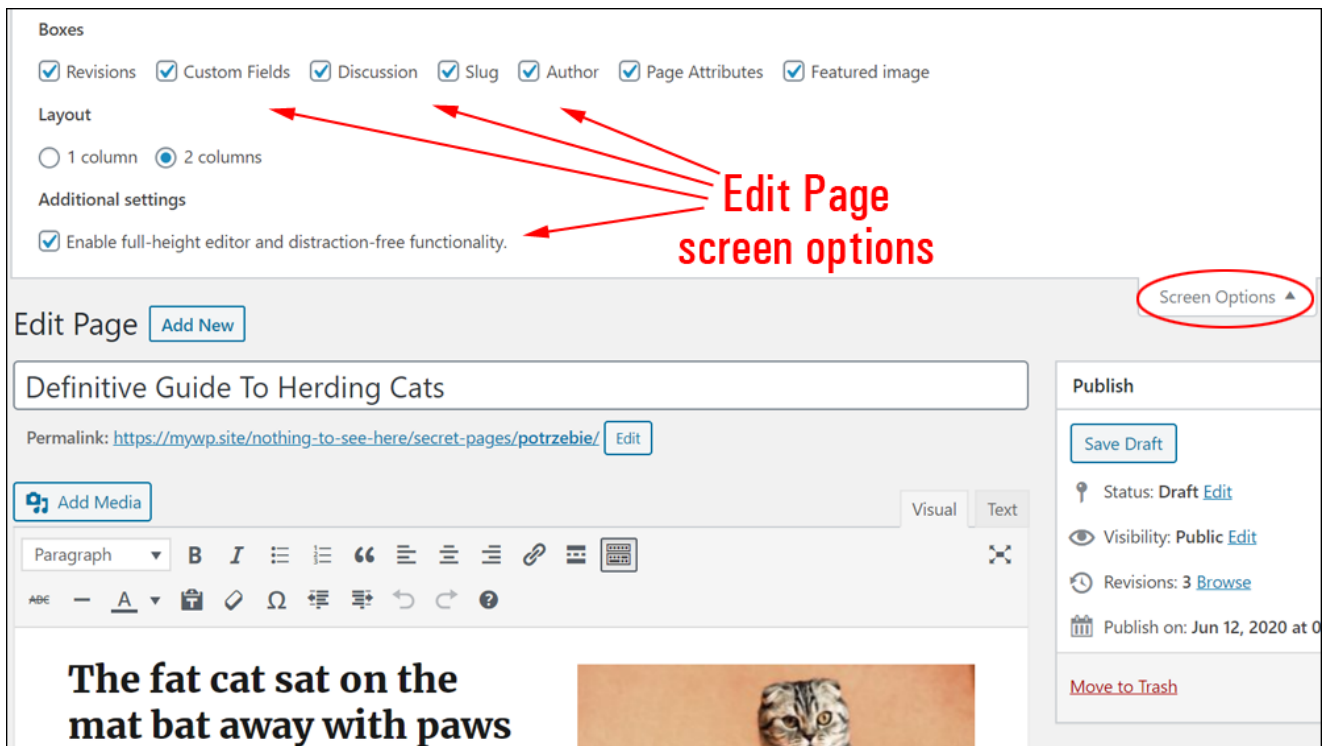 Boxes
Revisions Custom Fields Discussion Slug Author Page Attributes Featured image
Layout
1 column 2 columns
Additional settings
Enable full-height editor and distraction-free functionality.
Edit Page
screen options
Screen Options
Edit Page Add New
Definitive Guide To Herding Cats
Permalink: https://mywp.site/nothing-to-see-here/secret-pages/potrzebie/ Edit
Add Media
Visual Text
Paragraph B I
ABC A Ω
The fat cat sat on the
mat bat away with paws
Publish
Save Draft
Status: Draft Edit
Visibility: Public Edit
Revisions: 3 Browse
Publish on: Jun 12, 2020 at 0
Move to Trash